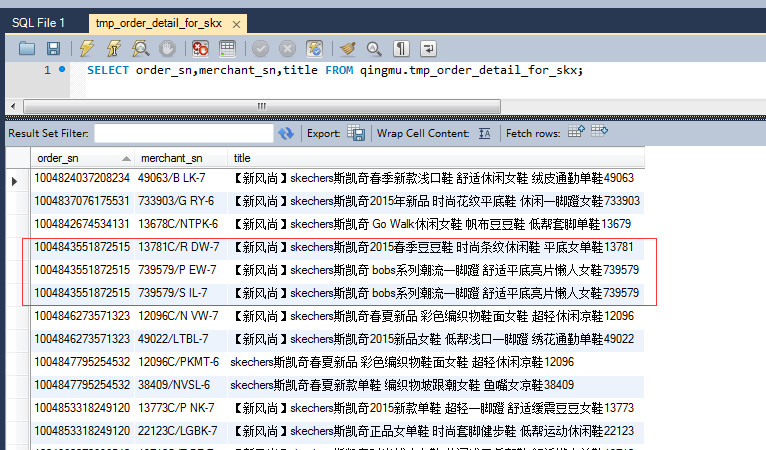 SQL File 1
tmp_order_detail_for_skx
1 SELECT order_sn,merchant_sn,title FROM qingmu.tmp_order_detail_for_skx;
Result Set Filter: Export: Wrap Cell Content: Fetch rows:
order_sn merchant_sn title
1004824037208234 49063/B LK-7 【新风尚】skechers斯凯奇春季新款浅口鞋 舒适休闲女鞋 绒皮通勤单鞋49063
1004837076175531 733903/G RY-6 【新风尚】skechers斯凯奇2015年新品 时尚花纹平底鞋 休闲一脚蹬女鞋733903
1004842674534131 13678C/NTPK-6 【新风尚】skechers斯凯奇 Go Walk休闲女鞋 帆布豆豆鞋 低帮套脚单鞋13679
1004843551872515 13781C/R DW-7 【新风尚】skechers斯凯奇2015春季豆豆鞋 时尚条纹休闲鞋 平底女单鞋13781
1004843551872515 739579/P EW-7 【新风尚】skechers斯凯奇 bobs系列潮流一脚蹬 舒适平底亮片懒人女鞋739579
1004843551872515 739579/S IL-7 【新风尚】skechers斯凯奇 bobs系列潮流一脚蹬 舒适平底亮片懒人女鞋739579
1004846273571323 12096C/N VW-7 【新风尚】skechers斯凯奇春夏新品 彩色编织物鞋面女鞋 超轻休闲凉鞋12096
1004846273571323 49022/LTBL-7 【新风尚】skechers斯凯奇2015新品女鞋 低帮浅口一脚蹬 绣花通勤单鞋49022
1004847795254532 12096C/PKMT-6 skechers斯凯奇春夏新品 彩色编织物鞋面女鞋 超轻休闲凉鞋12096
1004847795254532 38409/NVSL-6 skechers斯凯奇春夏新款单鞋 编织物坡跟潮女鞋 鱼嘴女凉鞋38409
1004853318249120 13773C/P NK-7 【新风尚】skechers斯凯奇2015新款单鞋 超轻一脚蹬 舒适缓震豆豆女鞋13773
1004853318249120 22123C/LGBK-7 【新风尚】skechers斯凯奇正品女单鞋 时尚套脚健步鞋 低帮运动休闲鞋22123